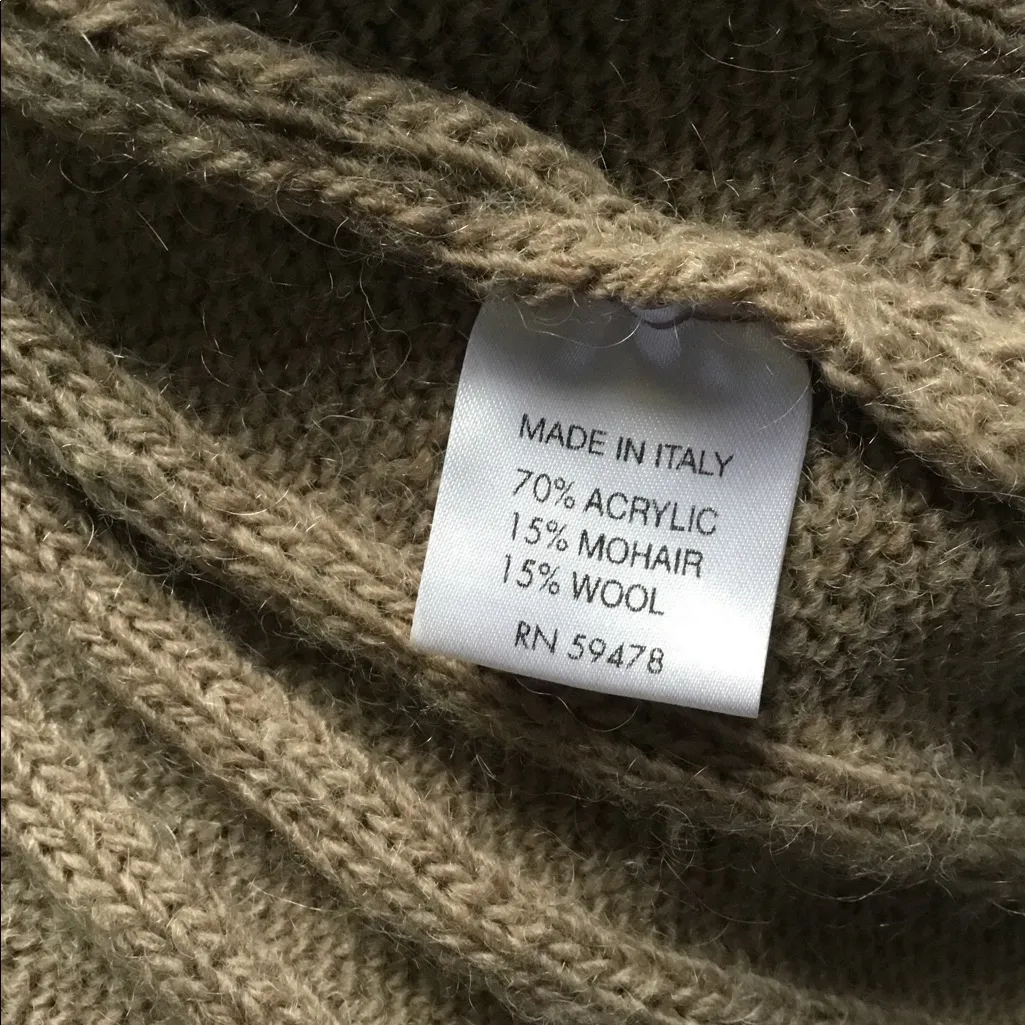 MADE IN ITALY
70% ACRYLIC
15% MOHAIR
15% WOOL
RN 59478